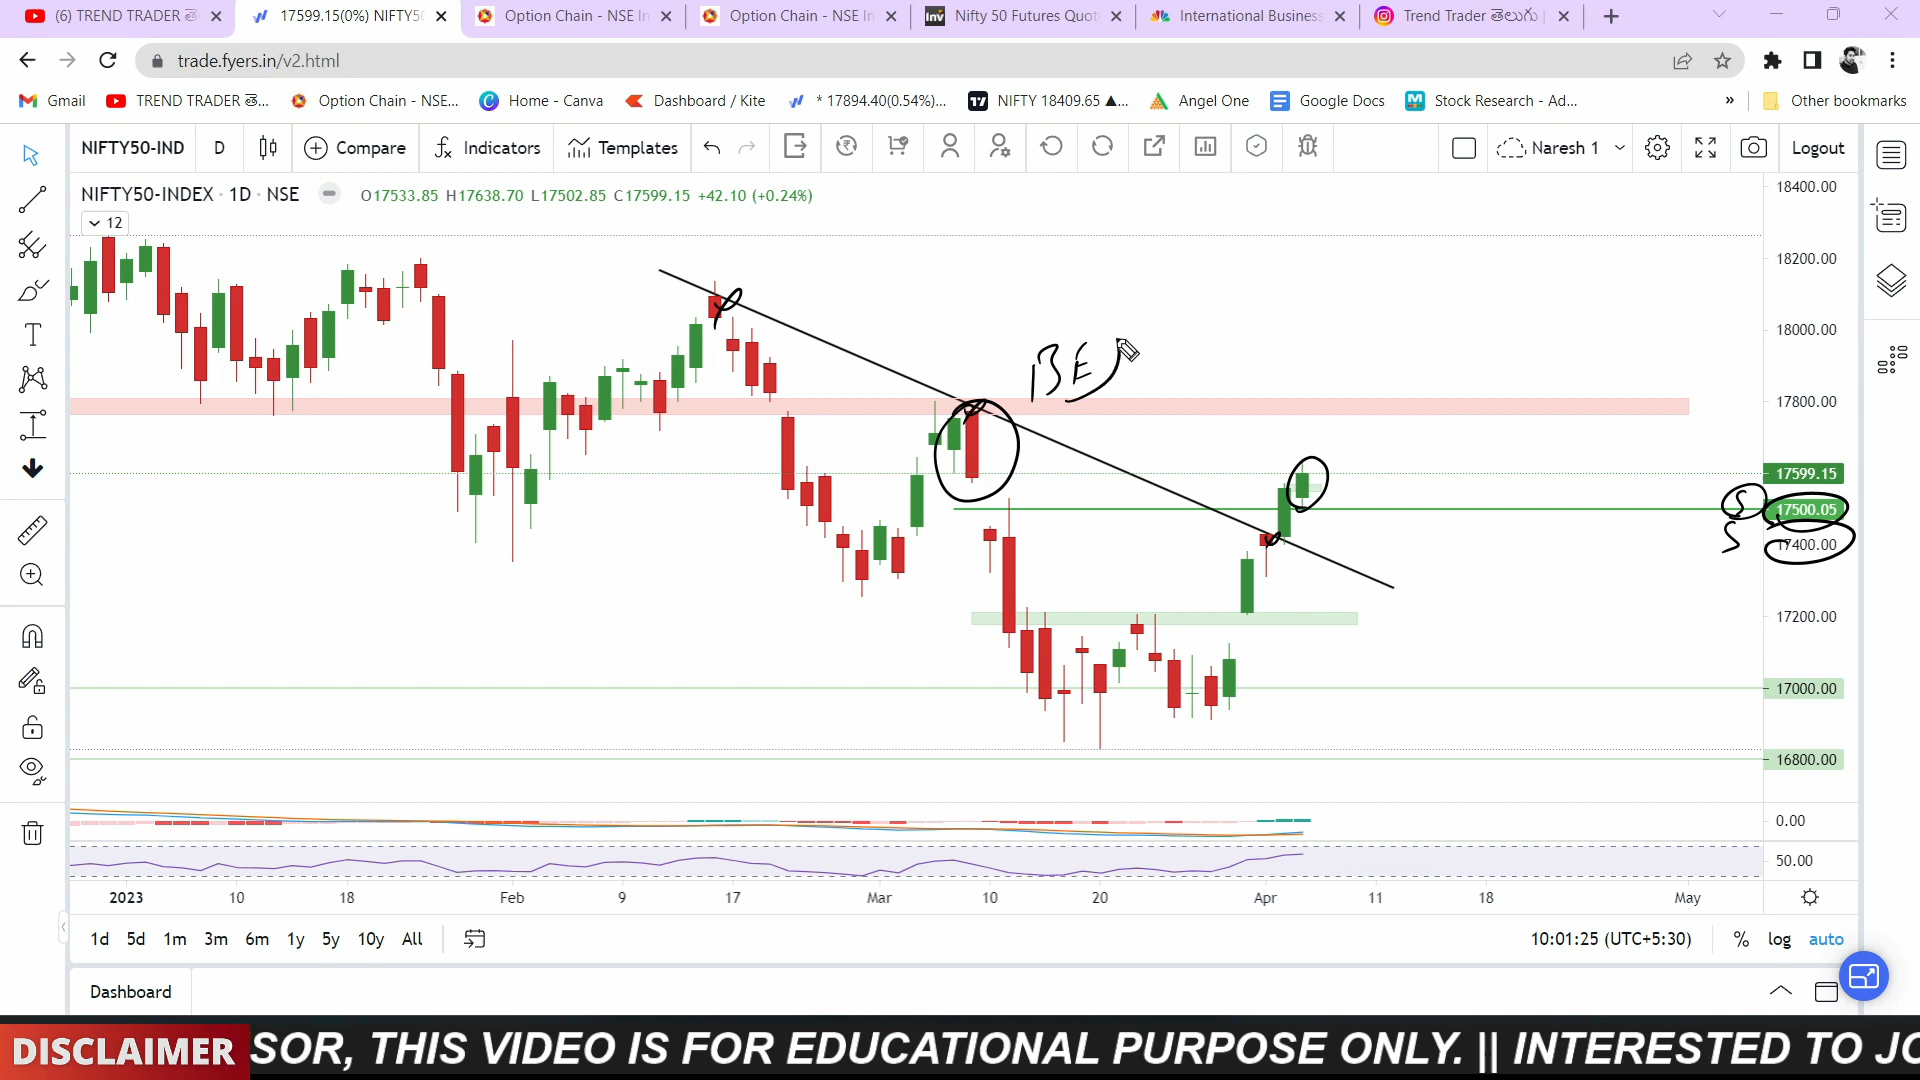 (6) TREND TRADER తె
17599.15(0%) NIFTY5
Option Chain - NSE In
Option Chain - NSE In
Nifty 50 Futures Quot
International Business
Trend Trader తెలుగు |
trade.fyers.in/v2.html
Gmail
TREND TRADER తె...
Option Chain - NSE...
Home - Canva
Dashboard / Kite
* 17894.40(0.54%)...
NIFTY 18409.65 ▲...
Angel One
Google Docs
Stock Research - Ad...
»
Other bookmarks
NIFTY50-IND
D
Compare
Indicators
Templates
Naresh 1
Logout
NIFTY50-INDEX · 1D · NSE
O17533.85 H17638.70 L17502.85 C17599.15 +42.10 (+0.24%)
12
18400.00
18200.00
18000.00
BE
17800.00
17599.15
S
17500.05
S
17400.00
17200.00
17000.00
16800.00
0.00
50.00
2023
10
18
Feb
9
17
Mar
10
20
Apr
11
18
May
1d
5d
1m
3m
6m
1y
5y
10y
All
10:01:25 (UTC+5:30)
%
log
auto
Dashboard
DISCLAIMER
SOR, THIS VIDEO IS FOR EDUCATIONAL PURPOSE ONLY. || INTERESTED TO JO